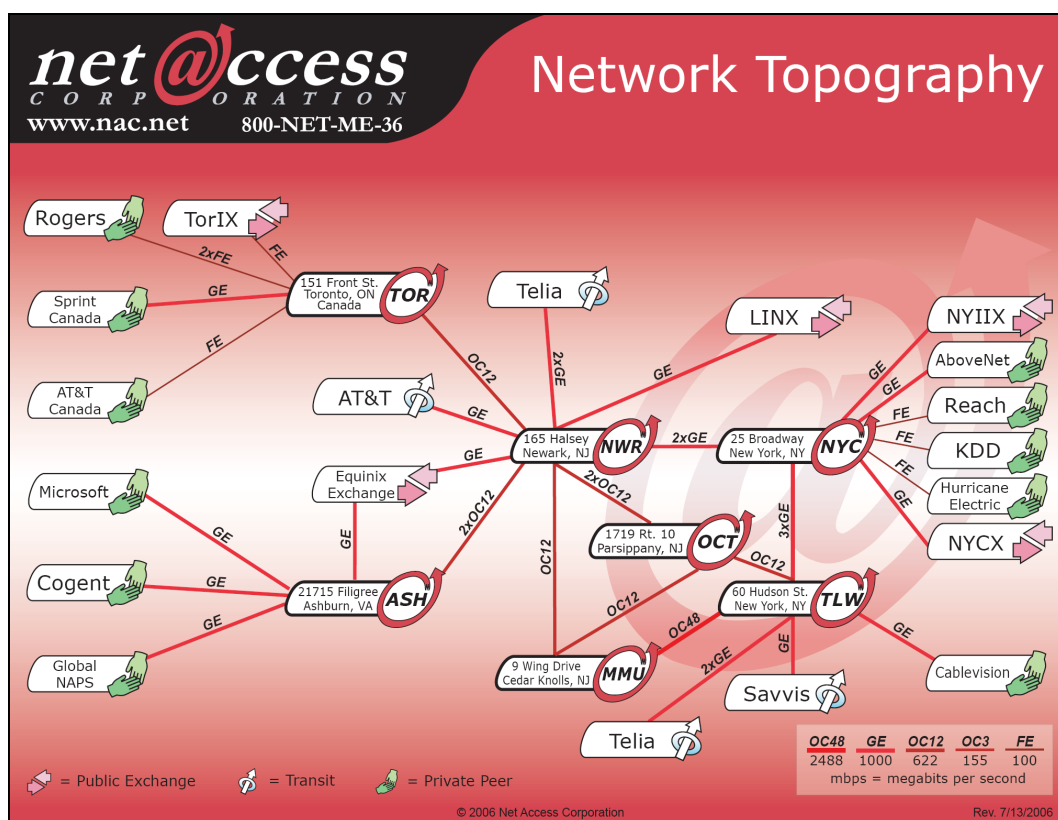 net@ccess
CORPORATION
www.nac.net 800-NET-ME-36
Network Topography
Rogers
TorIX
2xFE
FE
151 Front St.
Toronto, ON
Canada
TOR
Sprint
Canada
GE
FE
AT&T
Canada
Telia
2xGE
LINX
GE
NYIIX
GE
AboveNet
GE
Reach
FE
KDD
FE
Hurricane
Electric
FE
NYCX
GE
OC12
AT&T
GE
165 Halsey
Newark, NJ
NWR
2xGE
25 Broadway
New York, NY
NYC
Equinix
Exchange
GE
GE
2xOC12
2xOC12
OC12
3xGE
Microsoft
GE
Cogent
GE
Global
NAPS
GE
21715 Filigree
Ashburn, VA
ASH
1719 Rt. 10
Parsippany, NJ
OCT
OC12
OC12
60 Hudson St.
New York, NY
TLW
9 Wing Drive
Cedar Knolls, NJ
MMU
OC48
2xGE
GE
GE
Cablevision
Savvis
Telia
OC48 GE OC12 OC3 FE
2488 1000 622 155 100
mbps = megabits per second
= Public Exchange
= Transit
= Private Peer
© 2006 Net Access Corporation
Rev. 7/13/2006